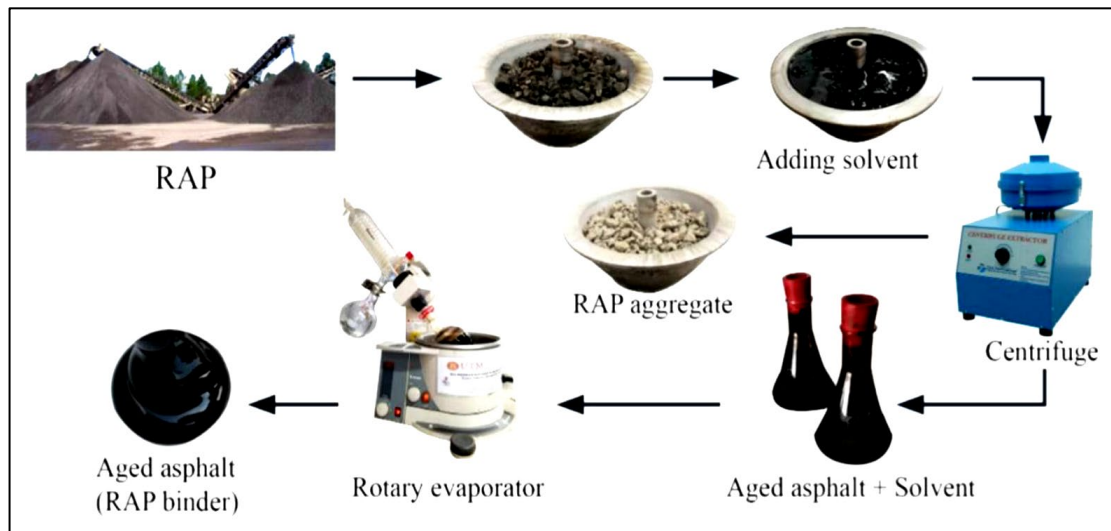 RAP
Adding solvent
RAP aggregate
CENTRIFUGE EXTRACTOR
Centrifuge
Aged asphalt
(RAP binder)
Rotary evaporator
Aged asphalt + Solvent